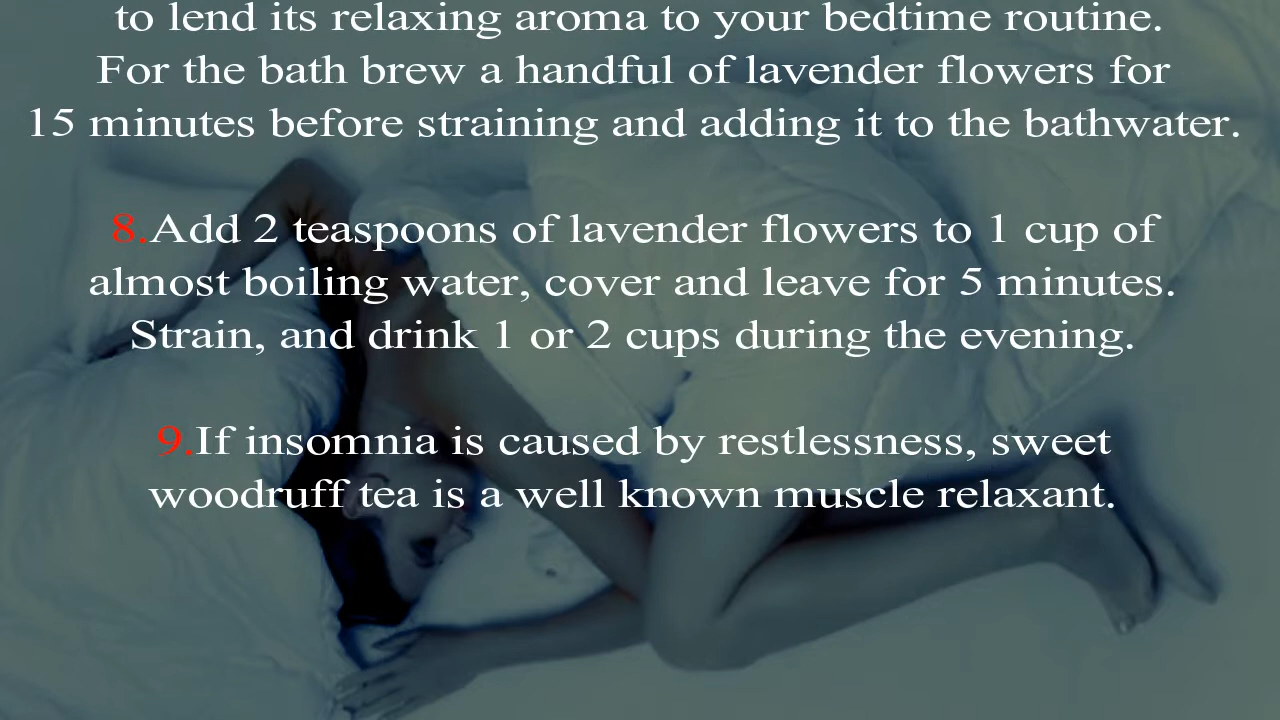 to lend its relaxing aroma to your bedtime routine.
For the bath brew a handful of lavender flowers for
15 minutes before straining and adding it to the bathwater.
8.Add 2 teaspoons of lavender flowers to 1 cup of
almost boiling water, cover and leave for 5 minutes.
Strain, and drink 1 or 2 cups during the evening.
9.If insomnia is caused by restlessness, sweet
woodruff tea is a well known muscle relaxant.